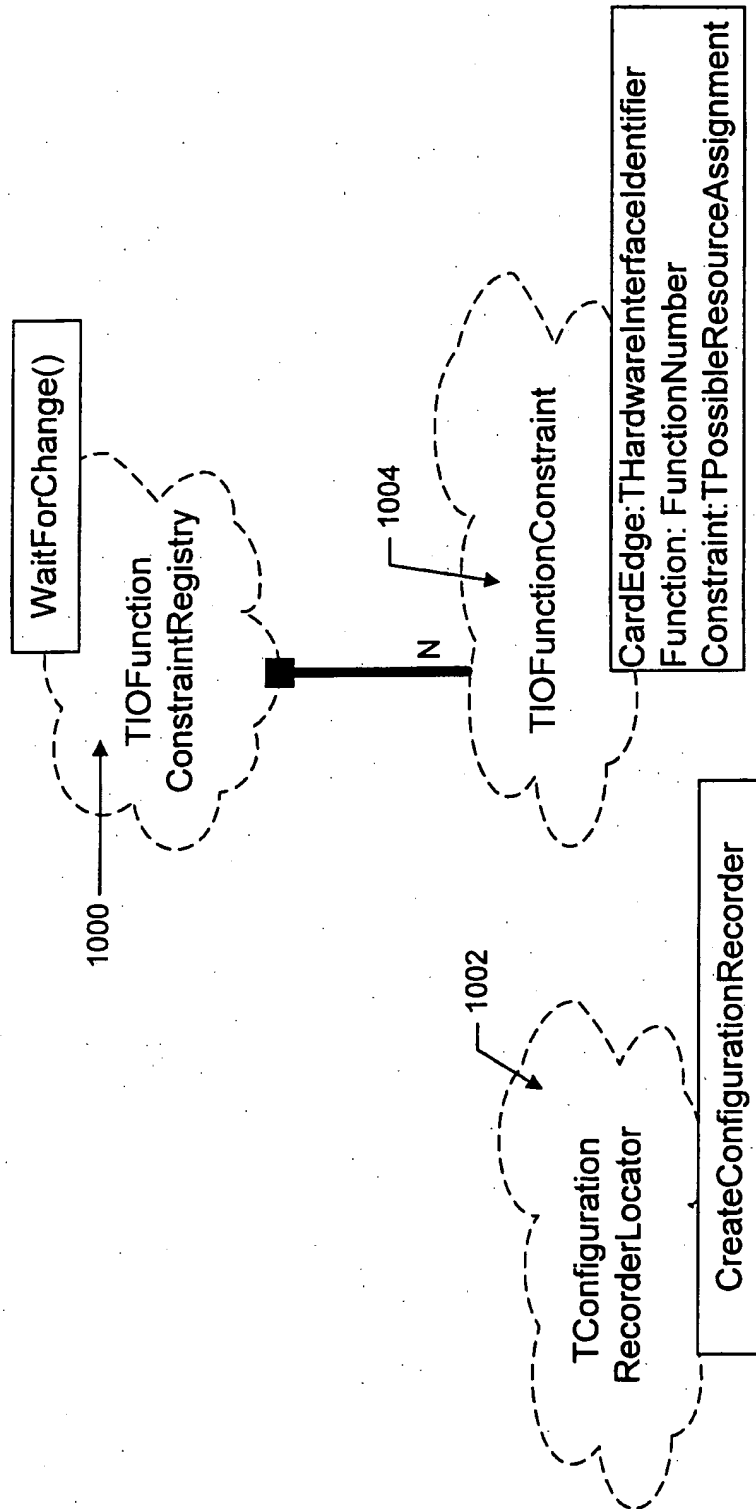 WaitForChange()
1000
TIOFunction
ConstraintRegistry
N
1002
1004
TConfiguration
RecorderLocator
TIOFunctionConstraint
CreateConfigurationRecorder
CardEdge:THardwareInterfaceIdentifier
Function: FunctionNumber
Constraint:TPossibleResourceAssignment